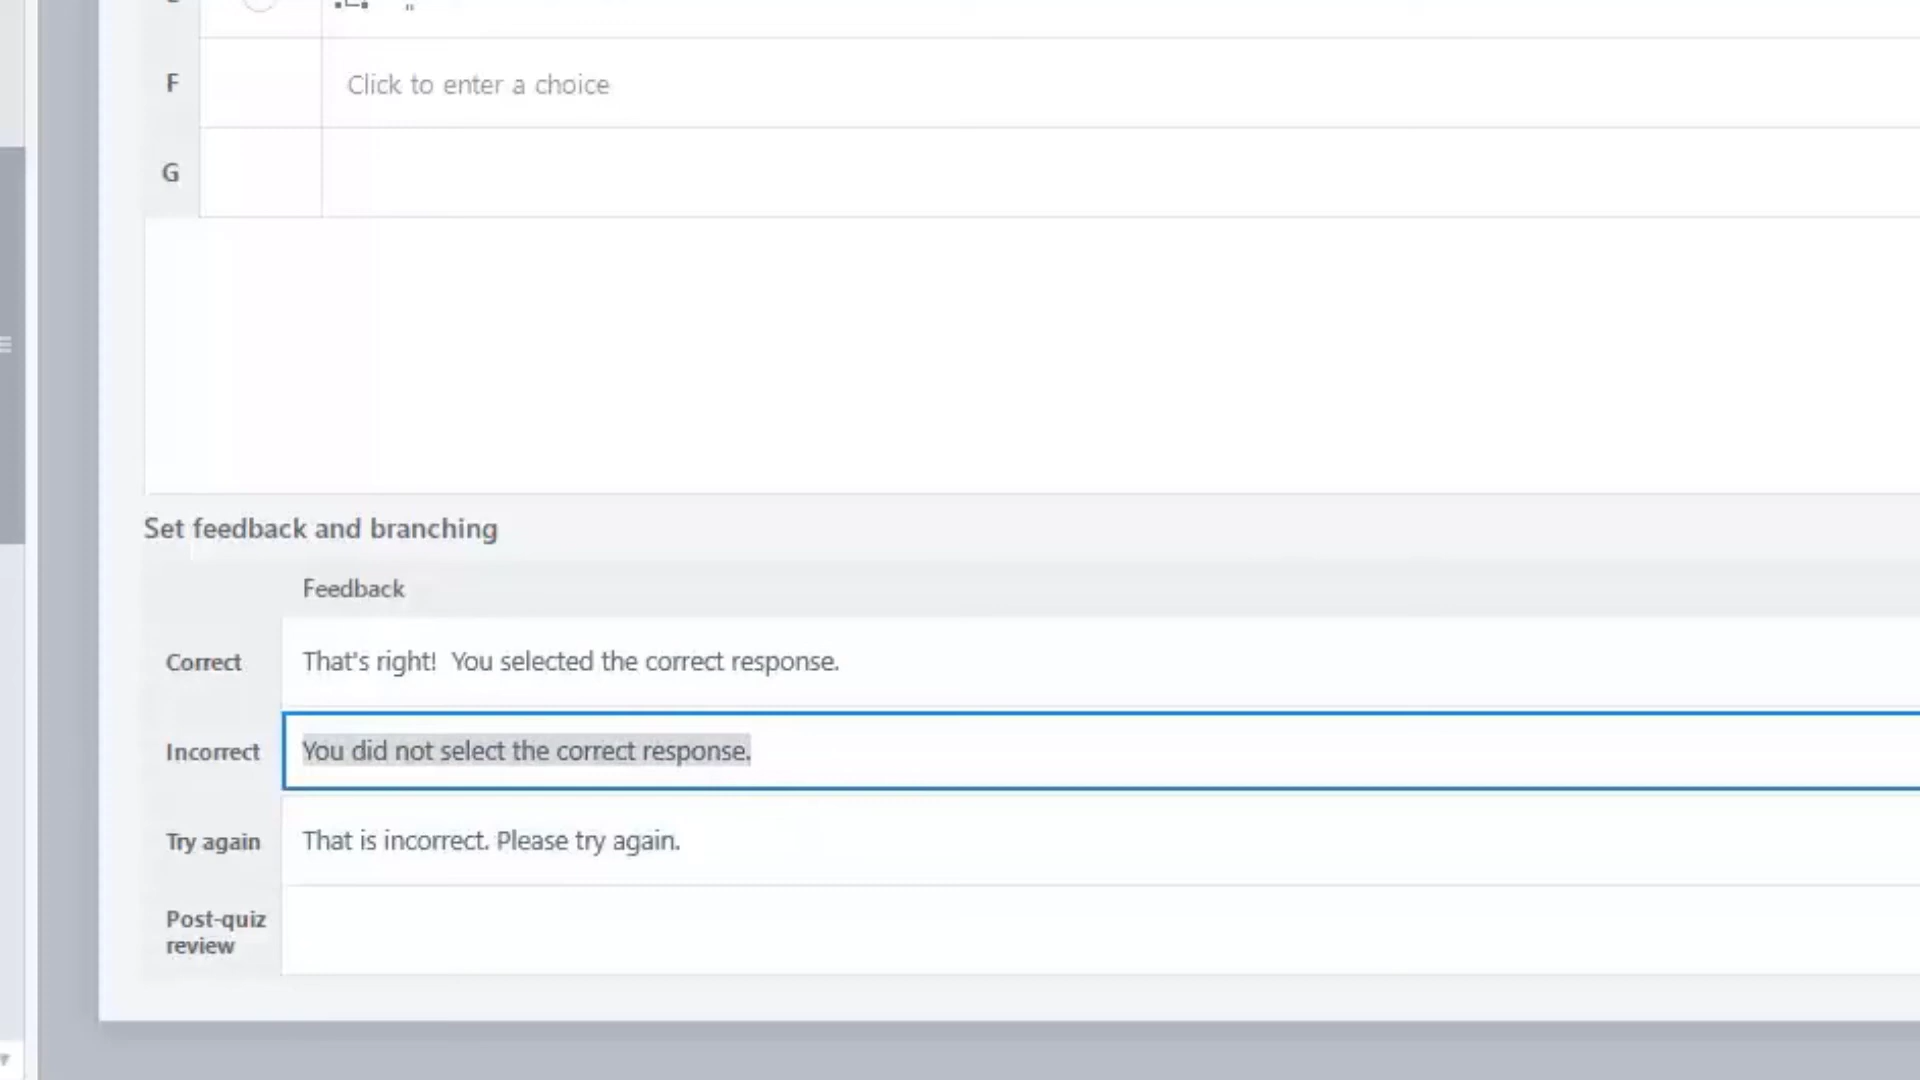 F
Click to enter a choice
G
Set feedback and branching
Feedback
Correct
That's right!  You selected the correct response.
Incorrect
You did not select the correct response.
Try again
That is incorrect. Please try again.
Post-quiz
review